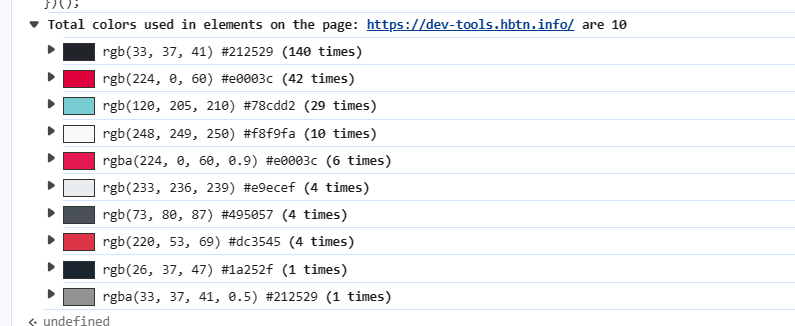 })();
Total colors used in elements on the page: https://dev-tools.hbtn.info/ are 10
rgb(33, 37, 41) #212529 (140 times)
rgb(224, 0, 60) #e0003c (42 times)
rgb(120, 205, 210) #78cdd2 (29 times)
rgb(248, 249, 250) #f8f9fa (10 times)
rgba(224, 0, 60, 0.9) #e0003c (6 times)
rgb(233, 236, 239) #e9ecef (4 times)
rgb(73, 80, 87) #495057 (4 times)
rgb(220, 53, 69) #dc3545 (4 times)
rgb(26, 37, 47) #1a252f (1 times)
rgba(33, 37, 41, 0.5) #212529 (1 times)
undefined